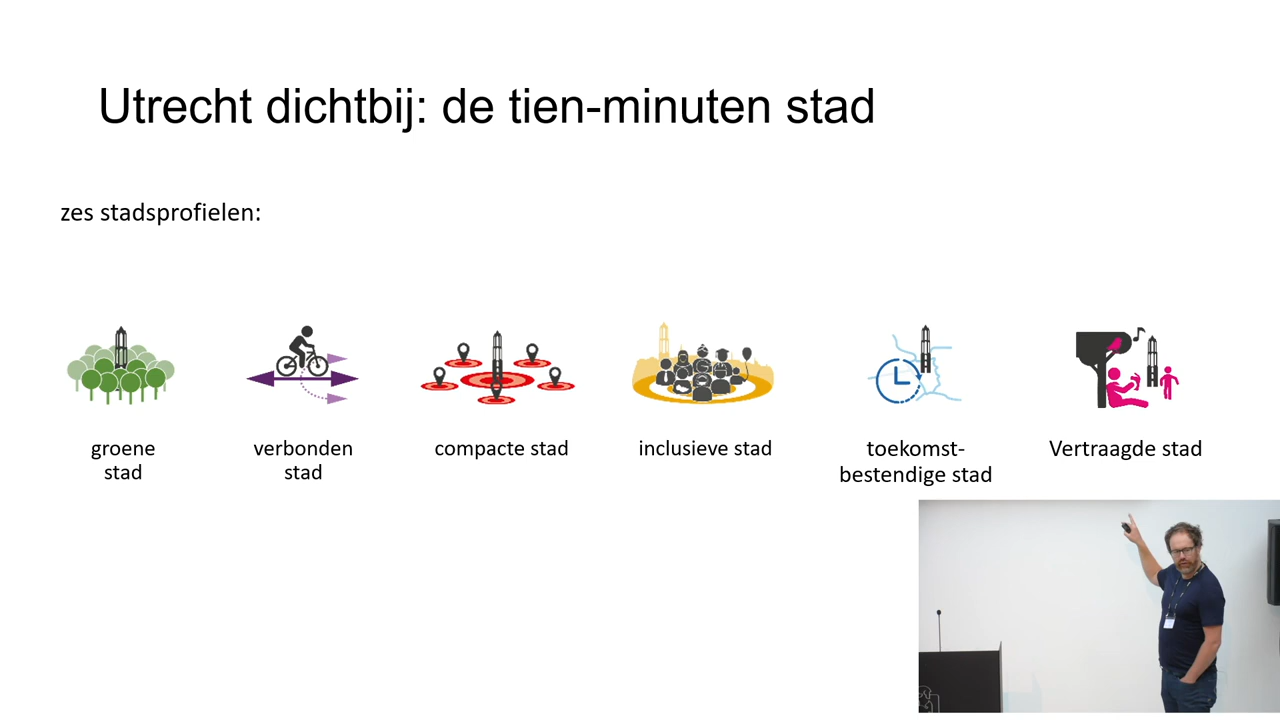 Utrecht dichtbij: de tien-minuten stad
zes stadsprofielen:
groene
stad
verbonden
stad
compacte stad
inclusieve stad
toekomst-
bestendige stad
Vertraagde stad